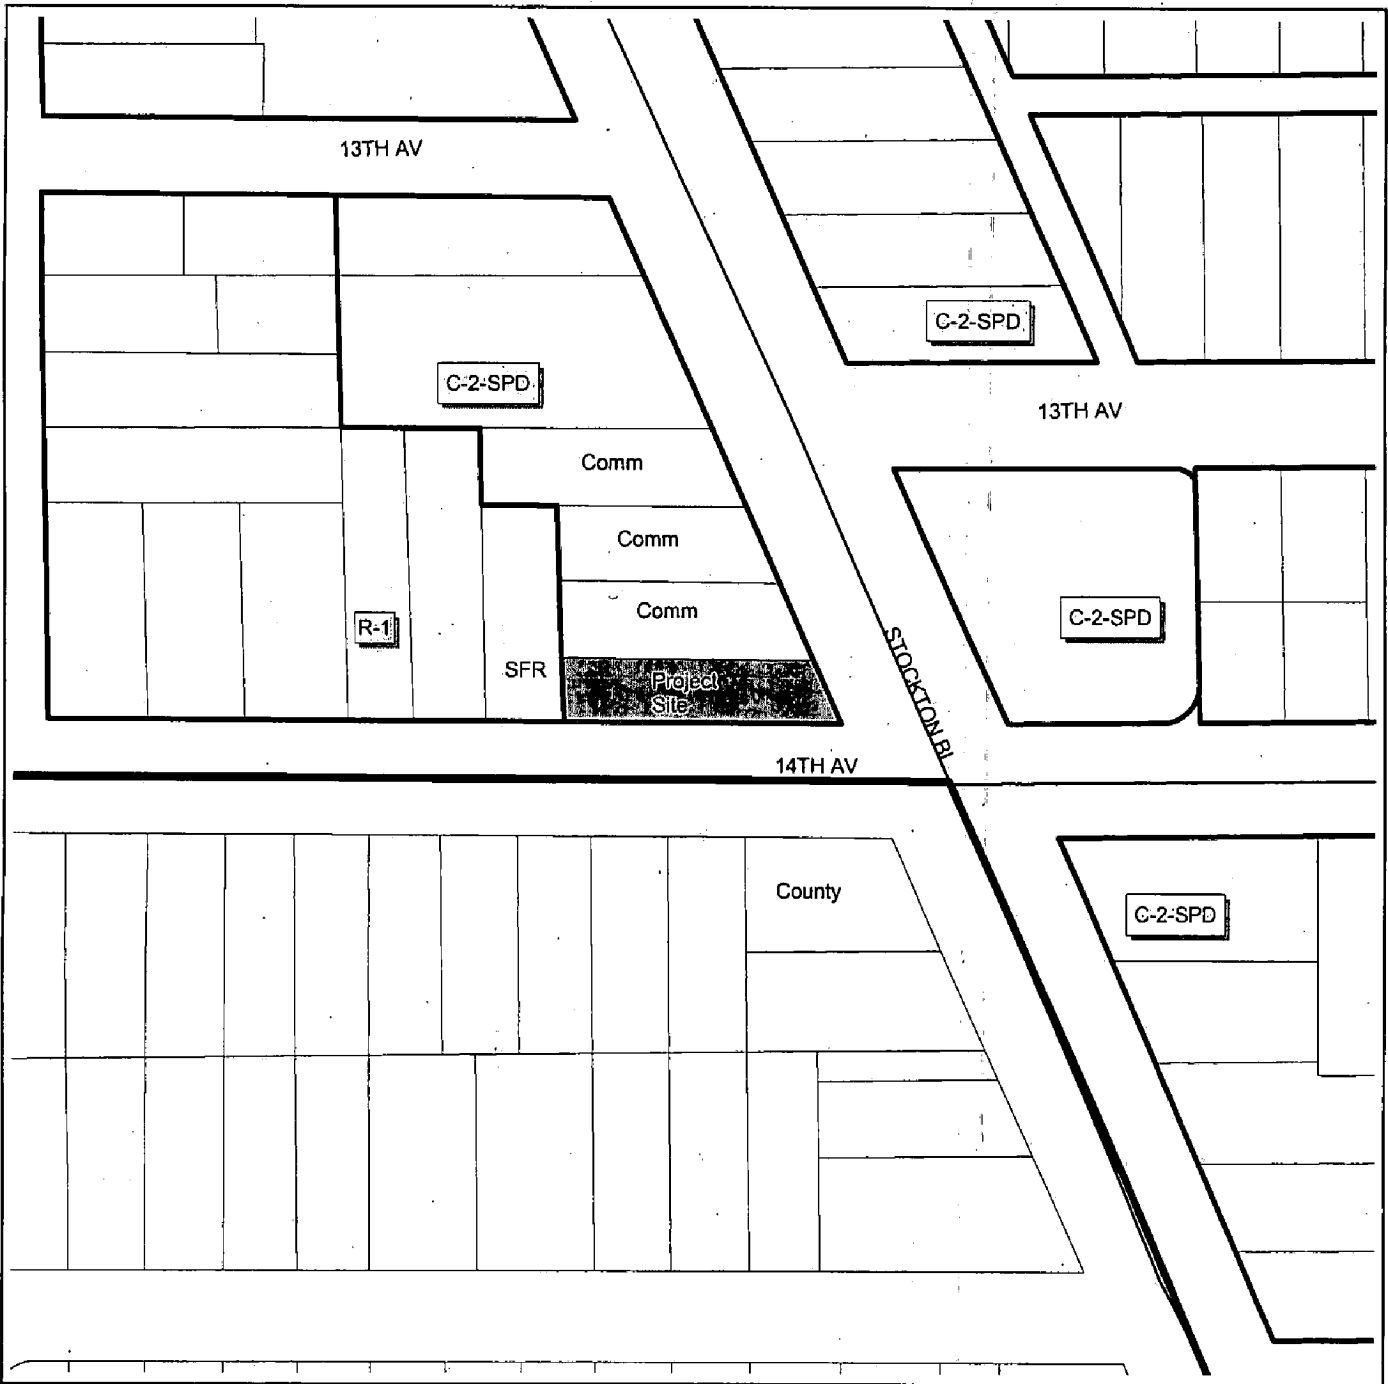 13TH AV
C-2-SPD
C-2-SPD
13TH AV
Comm
Comm
Comm
C-2-SPD
R-1
SFR
Project
Site
STOCKTON BL
14TH AV
County
C-2-SPD